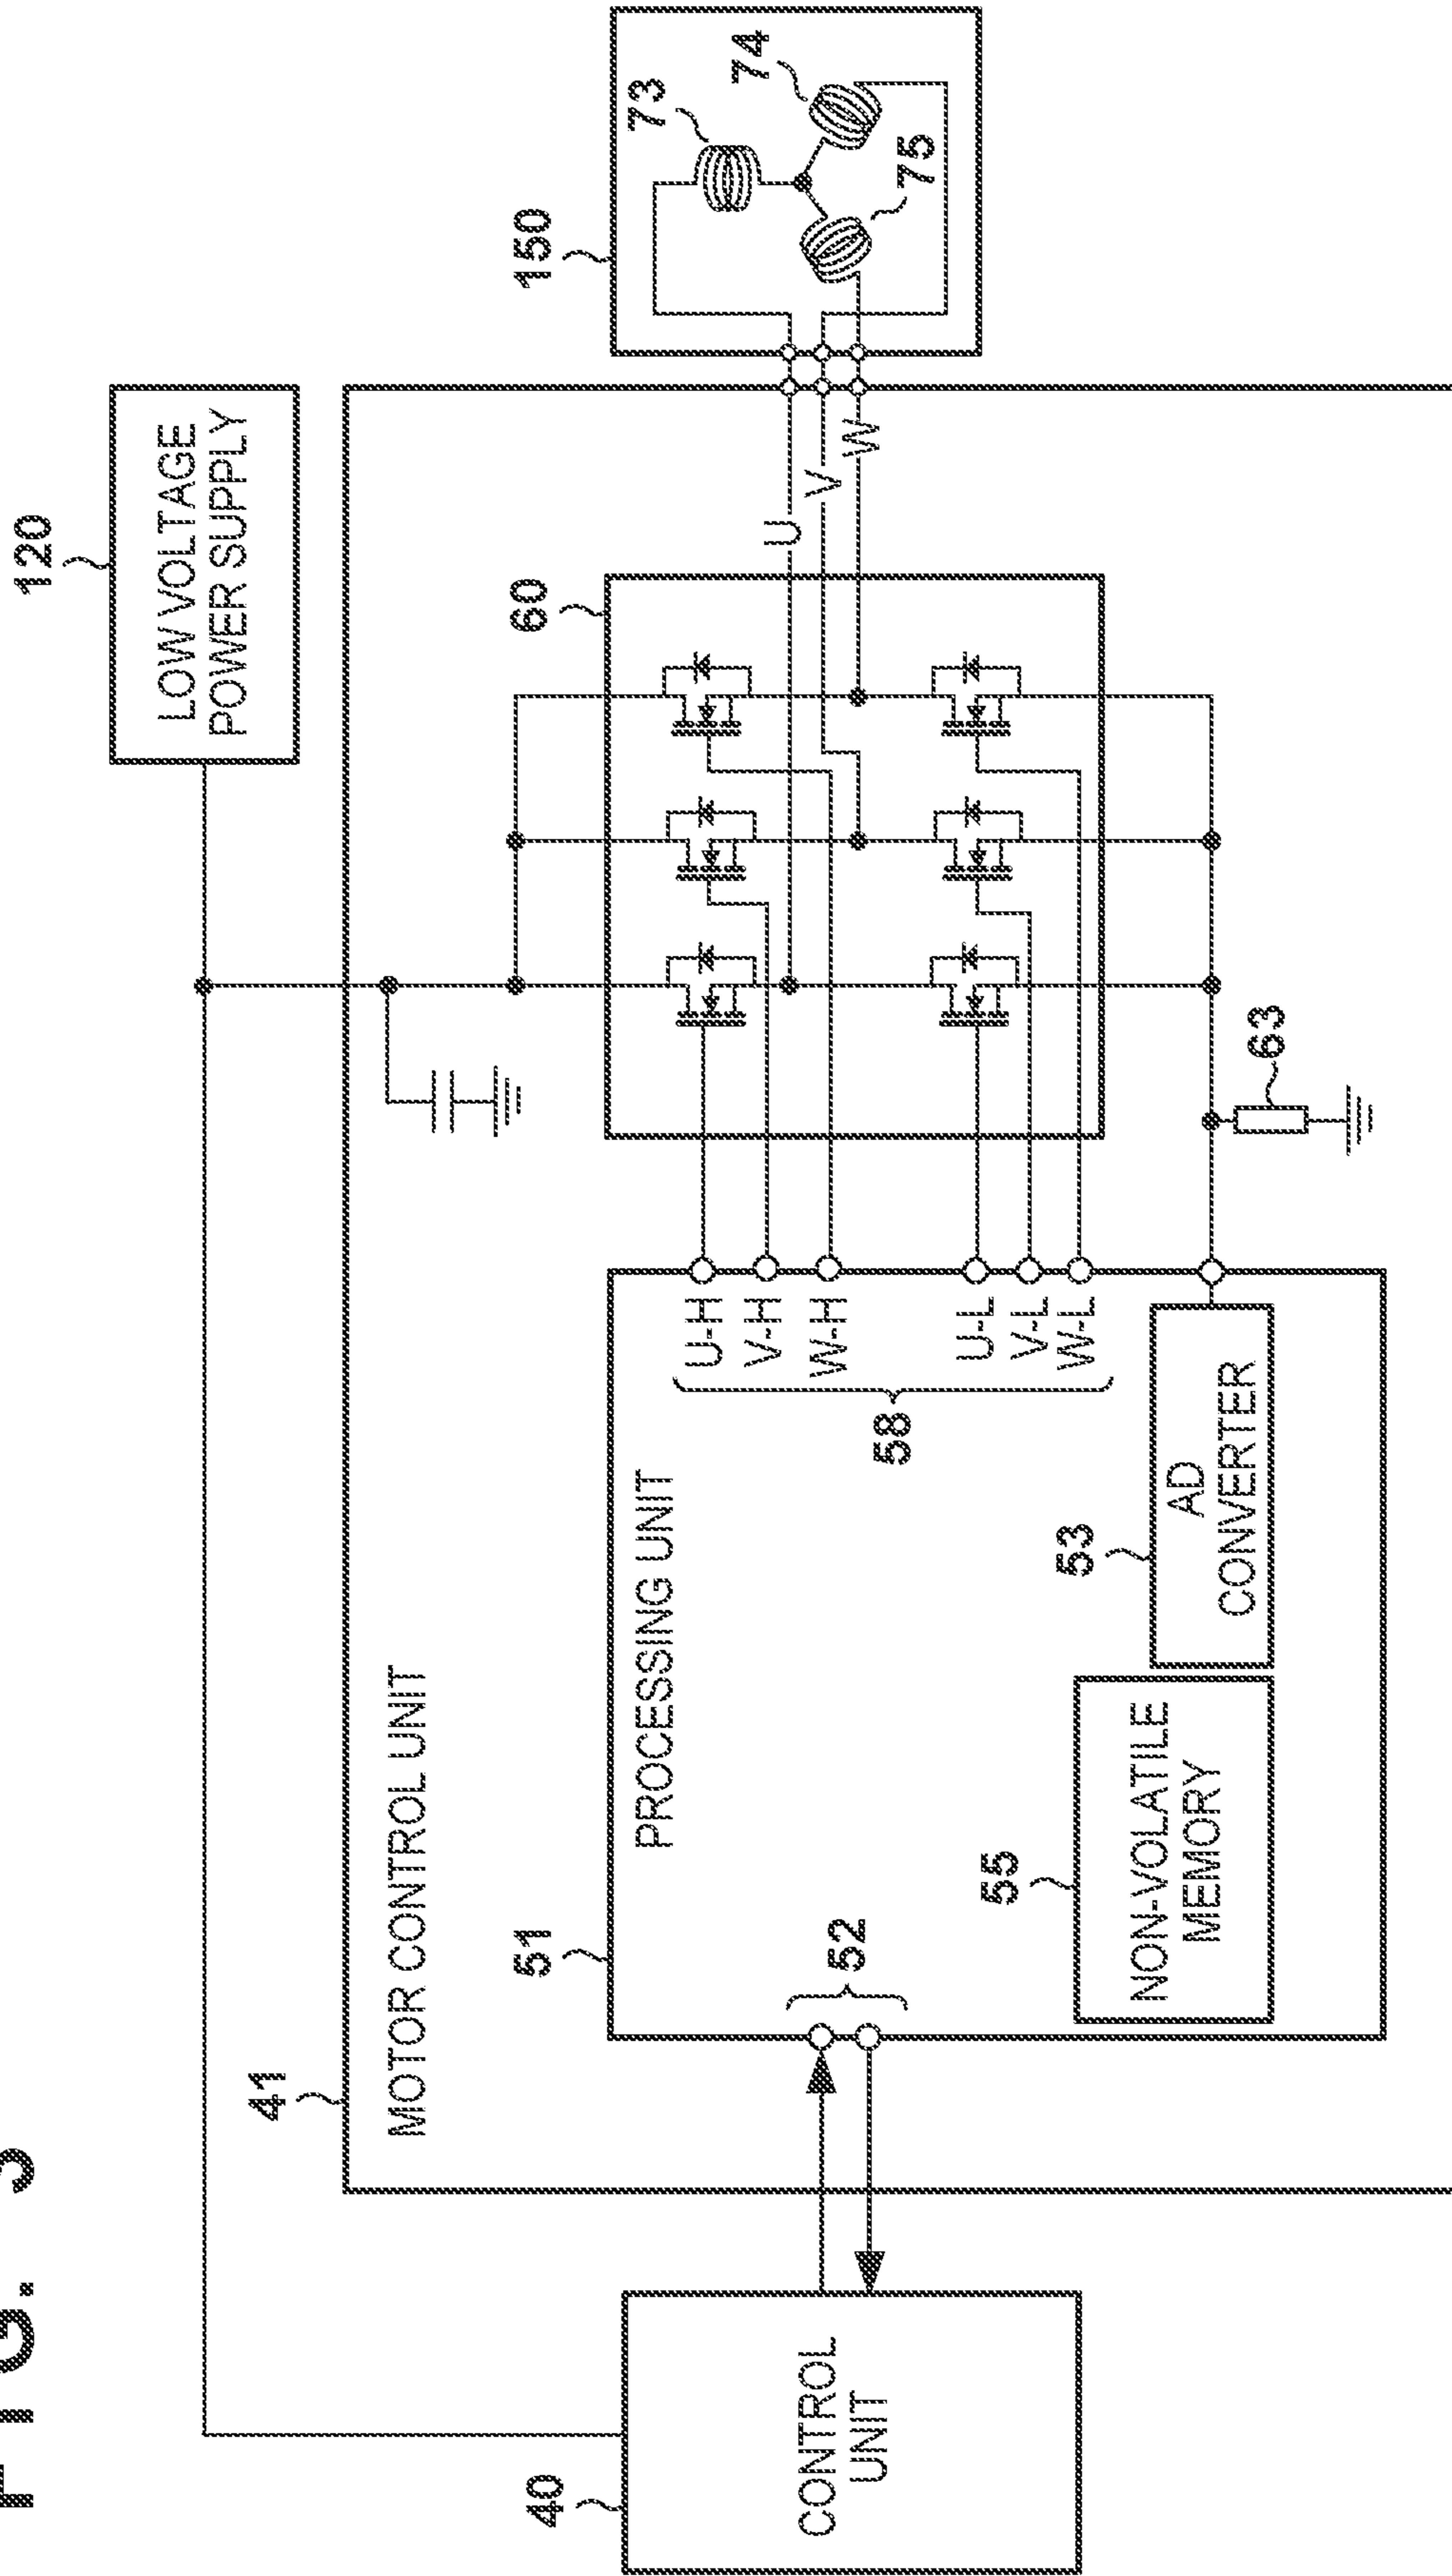 FIG. 3
120
LOW VOLTAGE
POWER SUPPLY
41
MOTOR CONTROL UNIT
150
73
74
75
60
U
V
W
40
CONTROL
UNIT
51
PROCESSING UNIT
52
U-H
V-H
W-H
U-L
V-L
W-L
58
55
NON-VOLATILE
MEMORY
53
AD
CONVERTER
63